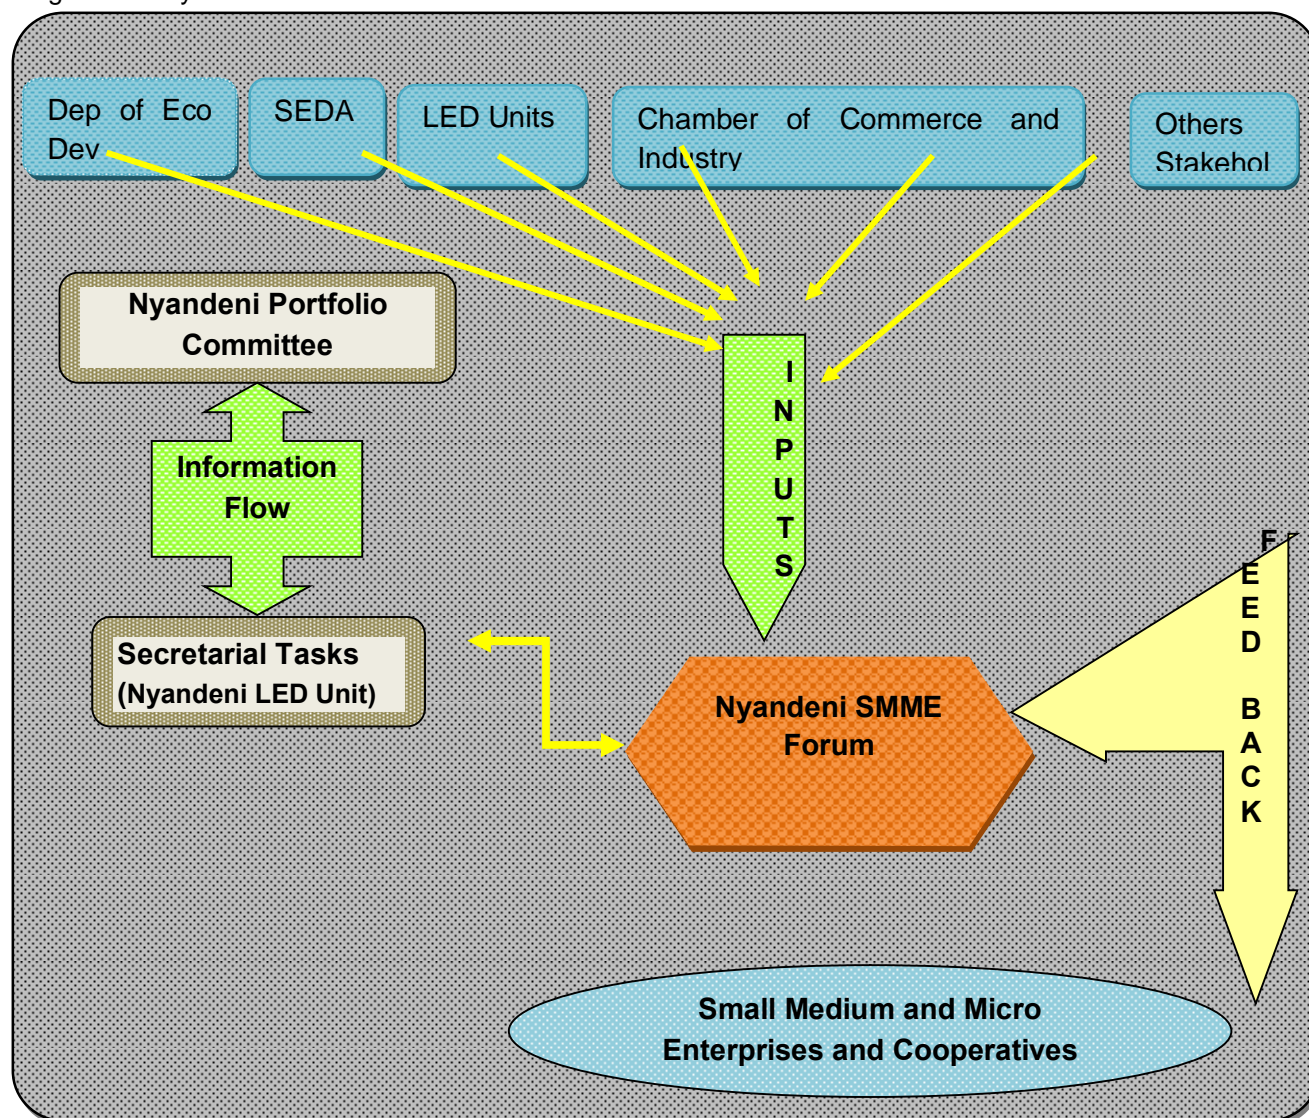 Dep of Eco
Dev
SEDA
LED Units
Chamber of Commerce and
Industry
Others
Stakehol
Nyandeni Portfolio
Committee
I
N
P
U
T
S
Information
Flow
F
E
E
D
B
A
C
K
Secretarial Tasks
(Nyandeni LED Unit)
Nyandeni SMME
Forum
Small Medium and Micro
Enterprises and Cooperatives